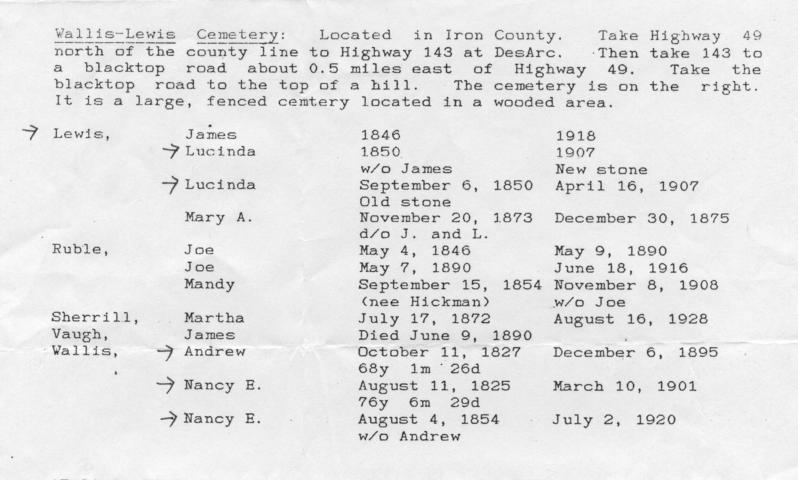 Wallis-Lewis Cemetery: Located in Iron County. Take Highway 49
north of the county line to Highway 143 at DesArc. Then take 143 to
a blacktop road about 0.5 miles east of Highway 49. Take the
blacktop road to the top of a hill. The cemetery is on the right.
It is a large, fenced cemtery located in a wooded area.
→ Lewis, James 1846 1918
→ Lucinda 1850 1907
w/o James New stone
→ Lucinda September 6, 1850 April 16, 1907
Old stone
Mary A. November 20, 1873 December 30, 1875
d/o J. and L.
Ruble, Joe May 4, 1846 May 9, 1890
Joe May 7, 1890 June 18, 1916
Mandy September 15, 1854 November 8, 1908
(nee Hickman) w/o Joe
Sherrill, Martha July 17, 1872 August 16, 1928
Vaugh, James Died June 9, 1890
Wallis, → Andrew October 11, 1827 December 6, 1895
68y 1m 26d
→ Nancy E. August 11, 1825 March 10, 1901
76y 6m 29d
→ Nancy E. August 4, 1854 July 2, 1920
w/o Andrew